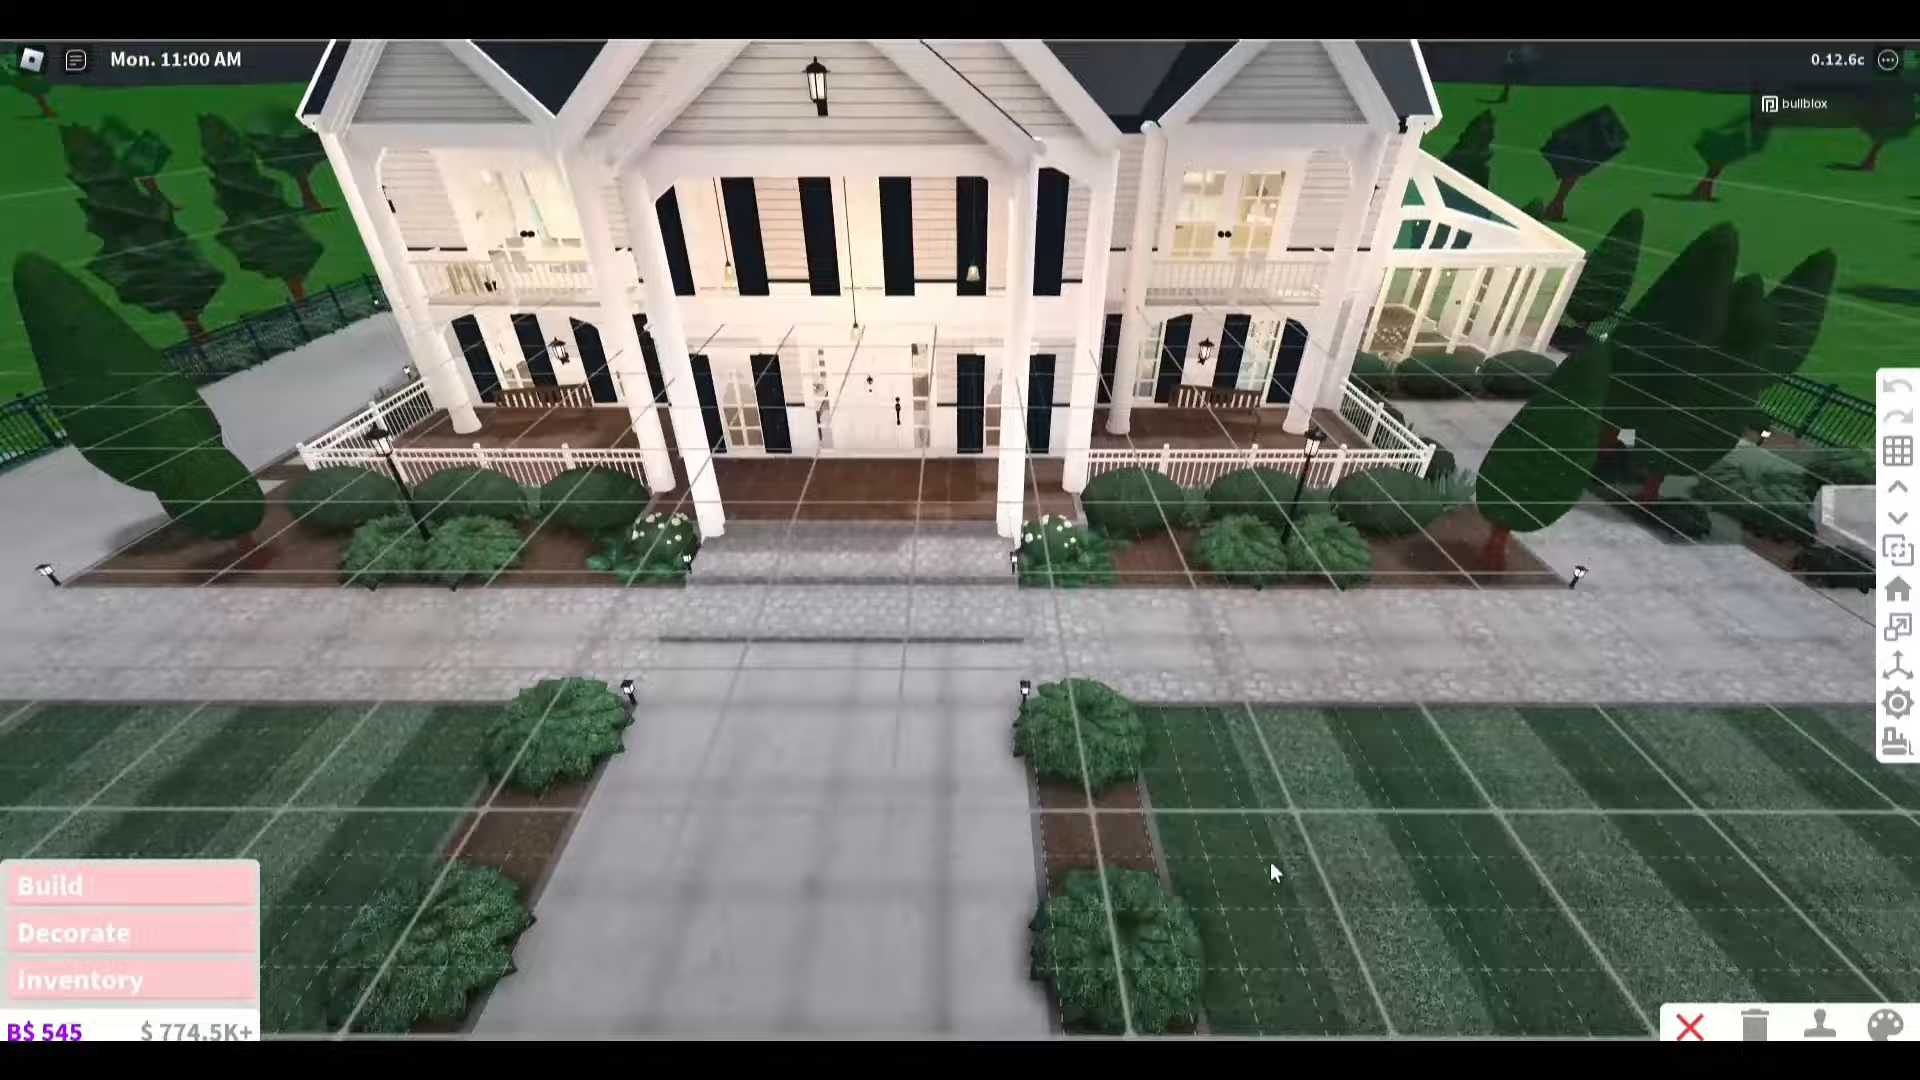 Mon. 11:00 AM
0.12.6c
bullblox
Build
Decorate
Inventory
B$ 545
$ 774.5K+